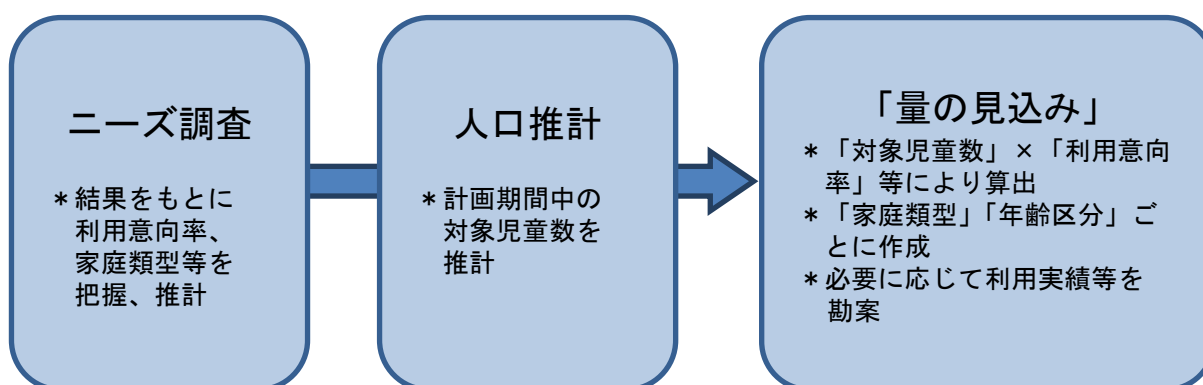 ニーズ調査
＊結果をもとに
利用意向率、
家庭類型等を
把握、推計
人口推計
＊計画期間中の
対象児童数を
推計
「量の見込み」
＊「対象児童数」×「利用意向
率」等により算出
＊「家庭類型」「年齢区分」ご
とに作成
＊必要に応じて利用実績等を
勘案